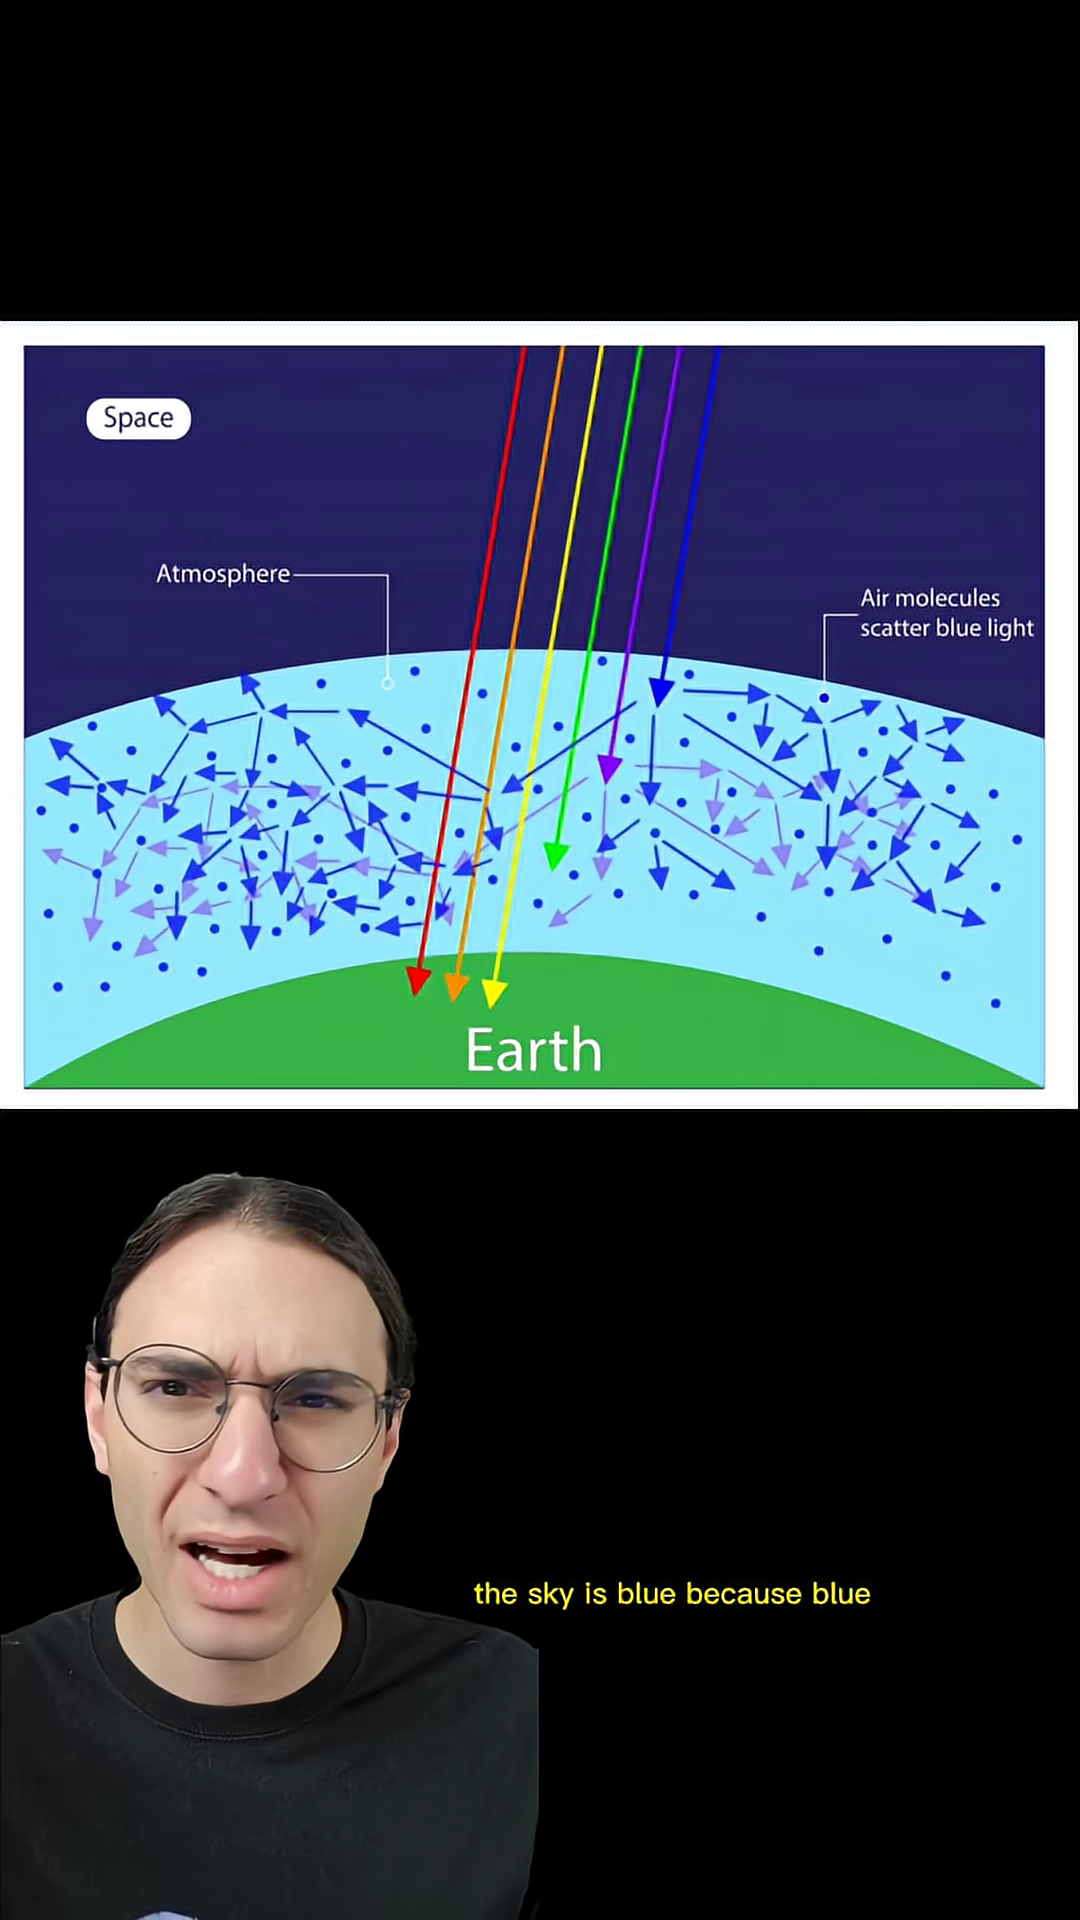 Space
Atmosphere
Air molecules
scatter blue light
Earth
the sky is blue because blue